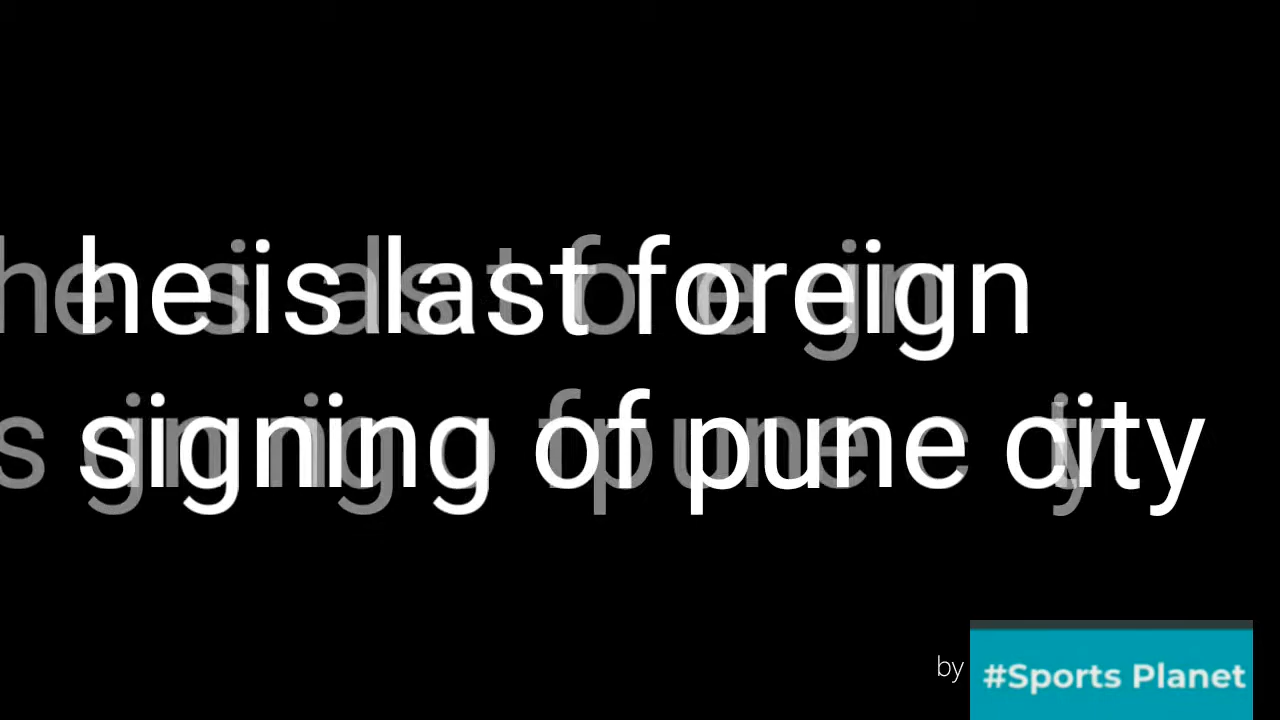 he is last foreign
signing of pune city
by #Sports Planet